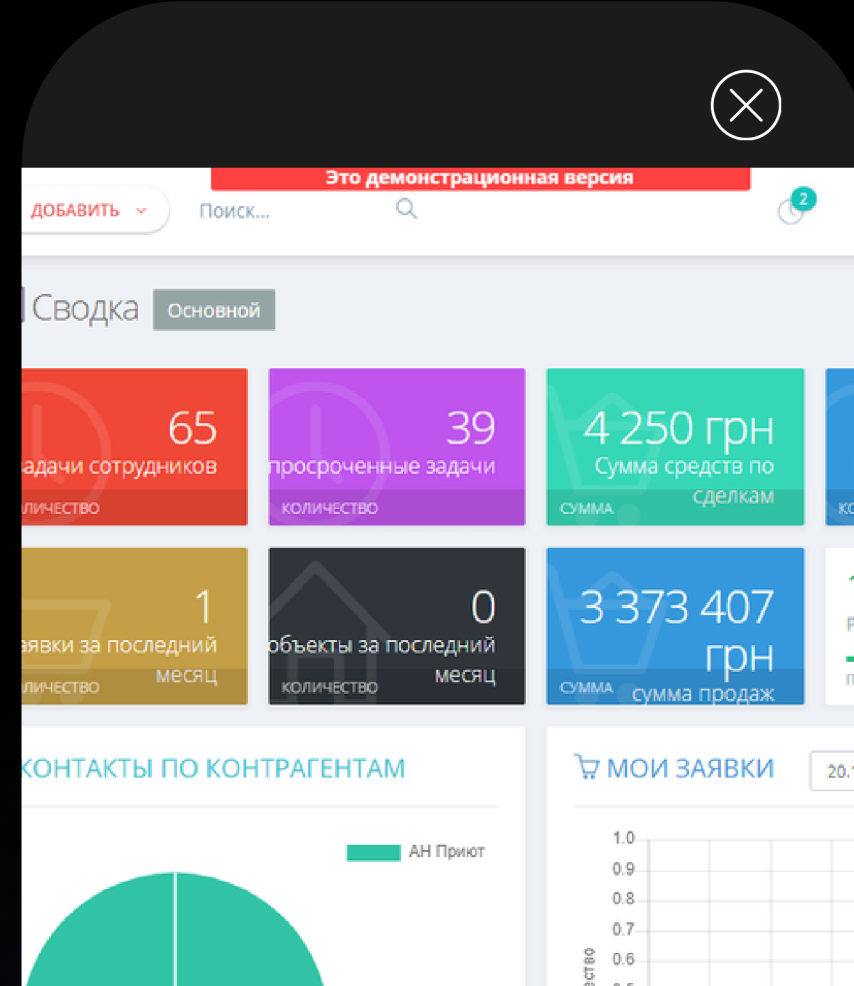 Это демонстрационная версия
ДОБАВИТЬ
Поиск...
2
Сводка
Основной
65
адачи сотрудников
личество
39
просроченные задачи
количество
4 250 грн
Сумма средств по
сделкам
сумма
ко
1
аявки за последний
месяц
личество
0
объекты за последний
месяц
количество
3 373 407
грн
сумма продаж
сумма
КОНТАКТЫ ПО КОНТРАГЕНТАМ
АН Приют
МОИ ЗАЯВКИ
20.
1.0
0.9
0.8
0.7
0.6
ество